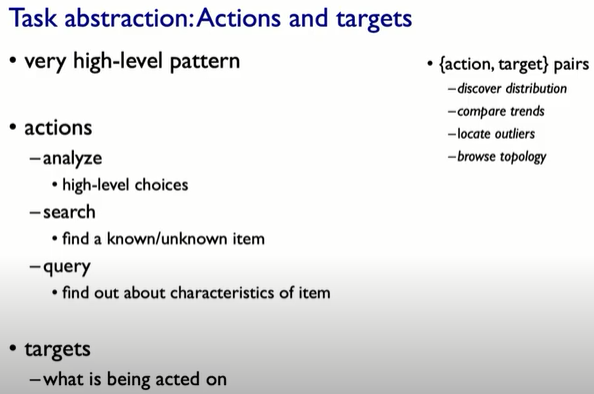 Task abstraction: Actions and targets
• very high-level pattern
• actions
–analyze
• high-level choices
–search
• find a known/unknown item
–query
• find out about characteristics of item
• targets
–what is being acted on
• {action, target} pairs
–discover distribution
–compare trends
–locate outliers
–browse topology